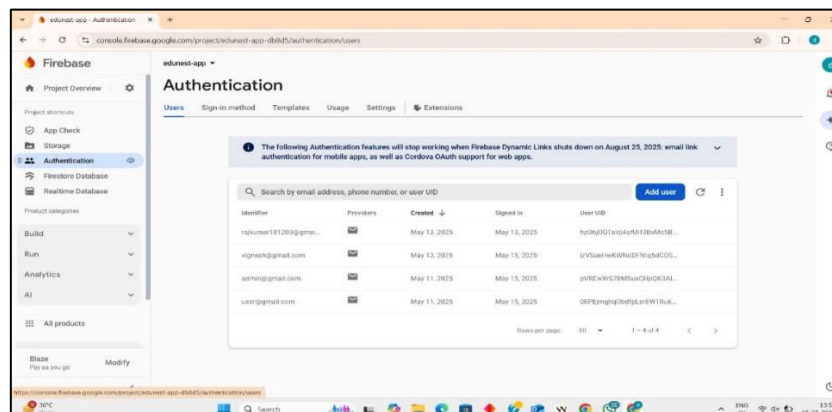 edunest-app - Authentication
console.firebase.google.com/project/edunest-app-db8d5/authentication/users
Firebase
Project Overview
Project shortcuts
App Check
Storage
Authentication
Firestore Database
Realtime Database
Product categories
Build
Run
Analytics
AI
All products
Blaze
Pay as you go
Modify
edunest-app
Authentication
Users Sign-in method Templates Usage Settings Extensions
The following Authentication features will stop working when Firebase Dynamic Links shuts down on August 25, 2025: email link
authentication for mobile apps, as well as Cordova OAuth support for web apps.
Search by email address, phone number, or user UID
Add user
Identifier Providers Created Signed in User UID
rajkumar181203@gmai... May 13, 2025 May 13, 2025
vignesh@gmail.com May 13, 2025 May 15, 2025
admin@gmail.com May 11, 2025 May 15, 2025
user@gmail.com May 11, 2025 May 15, 2025
Rows per page: 50 1 – 4 of 4
https://console.firebase.google.com/project/edunest-app-db8d5/authentication/users
36°C
Search
ENG